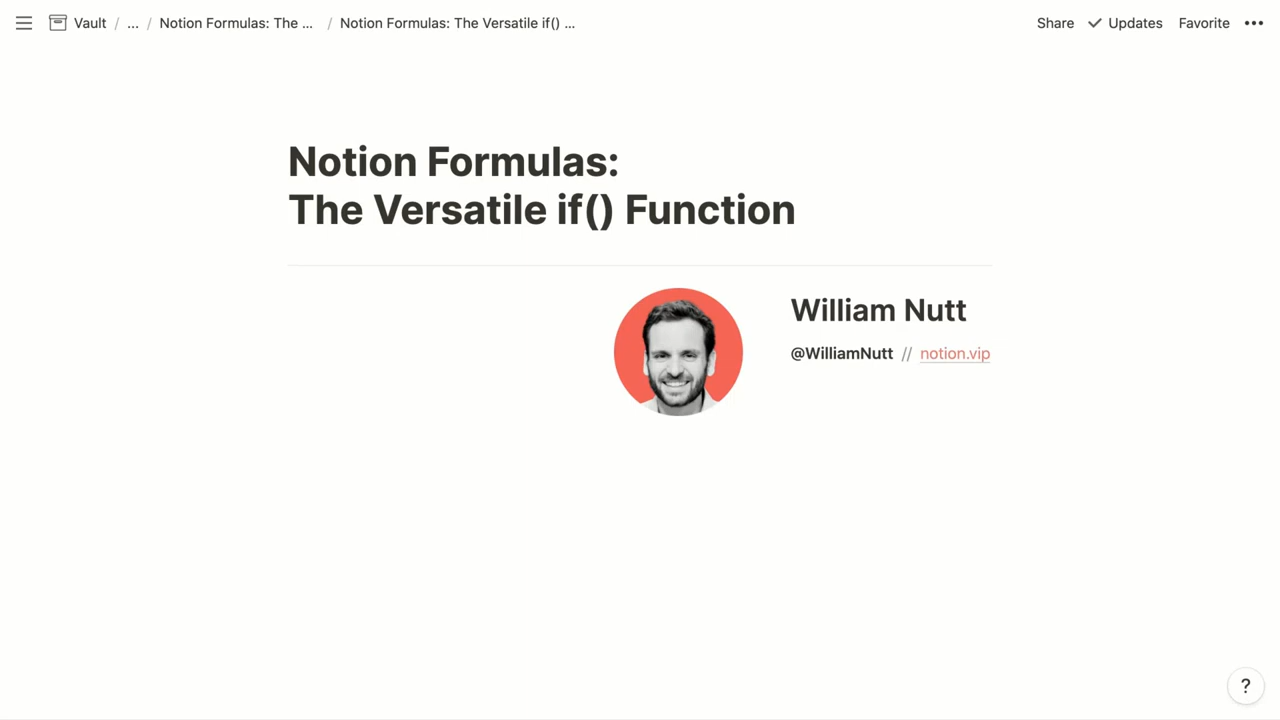 Vault / ... / Notion Formulas: The ... / Notion Formulas: The Versatile if() ...
Share Updates Favorite •••
Notion Formulas:
The Versatile if() Function
William Nutt
@WilliamNutt // notion.vip
?